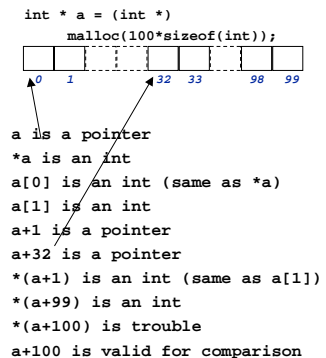 int * a = (int *)
malloc(100*sizeof(int));
0 1 32 33 98 99
a is a pointer
*a is an int
a[0] is an int (same as *a)
a[1] is an int
a+1 is a pointer
a+32 is a pointer
*(a+1) is an int (same as a[1])
*(a+99) is an int
*(a+100) is trouble
a+100 is valid for comparison